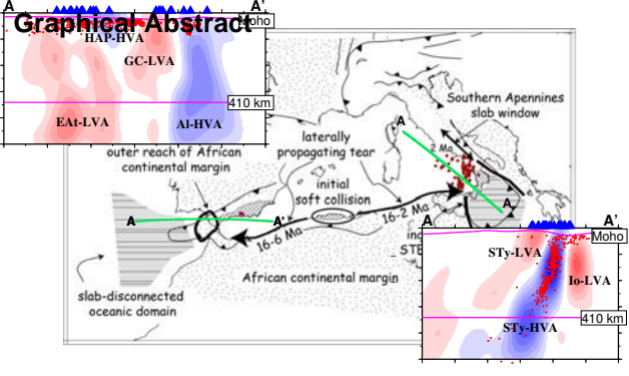 A
A'
Graphical Abstract
Moho
HAP-HVA
GC-LVA
410 km
EAt-LVA
Al-HVA
outer reach of African
continental margin
laterally
propagating tear
Southern Apennines
slab window
A
2 Ma
A,
initial
soft collision
A
A'
16-6 Ma
16-2 Ma
African continental margin
slab-disconnected
oceanic domain
STE
A
A'
Moho
STy-LVA
Io-LVA
410 km
STy-HVA